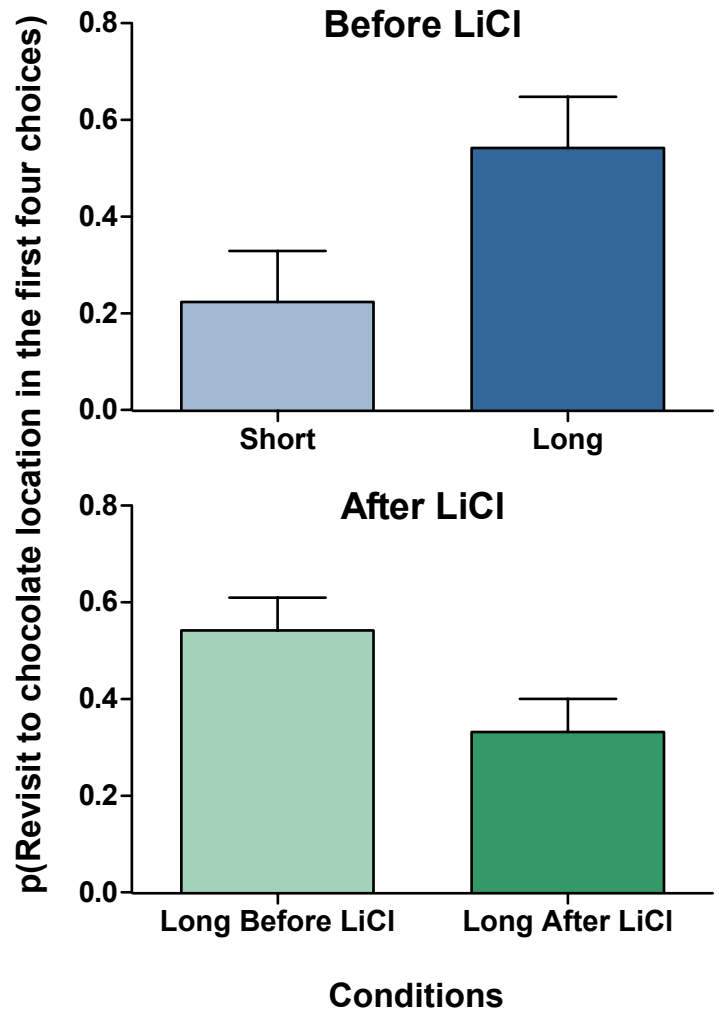 p(Revisit to chocolate location in the first four choices)
Before LiCl
0.8
0.6
0.4
0.2
0.0
Short Long
After LiCl
0.8
0.6
0.4
0.2
0.0
Long Before LiCl Long After LiCl
Conditions